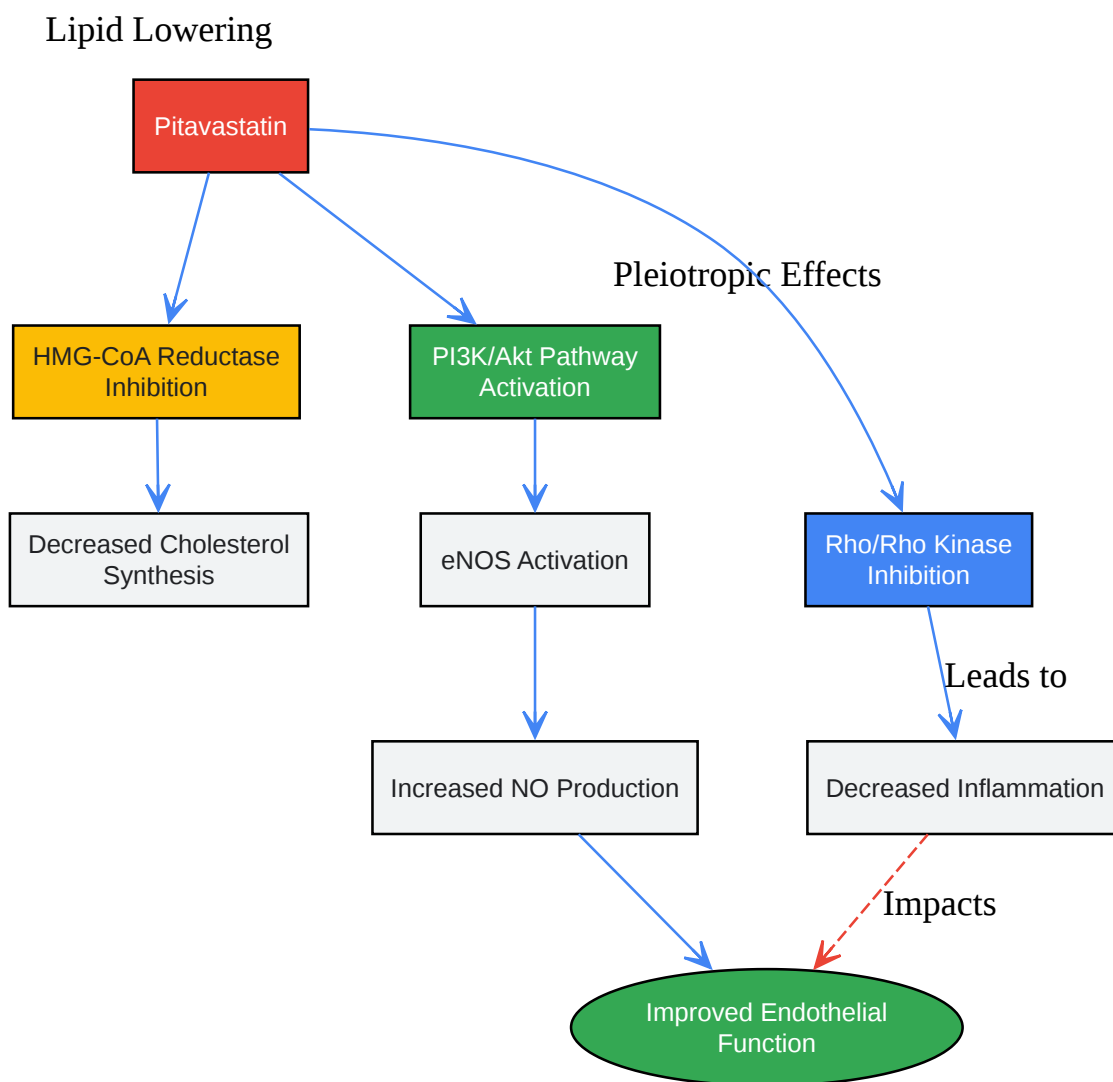 Lipid Lowering
Pitavastatin
Pleiotropic Effects
HMG-CoA Reductase
Inhibition
PI3K/Akt Pathway
Activation
Decreased Cholesterol
Synthesis
eNOS Activation
Rho/Rho Kinase
Inhibition
Leads to
Increased NO Production
Decreased Inflammation
Impacts
Improved Endothelial
Function